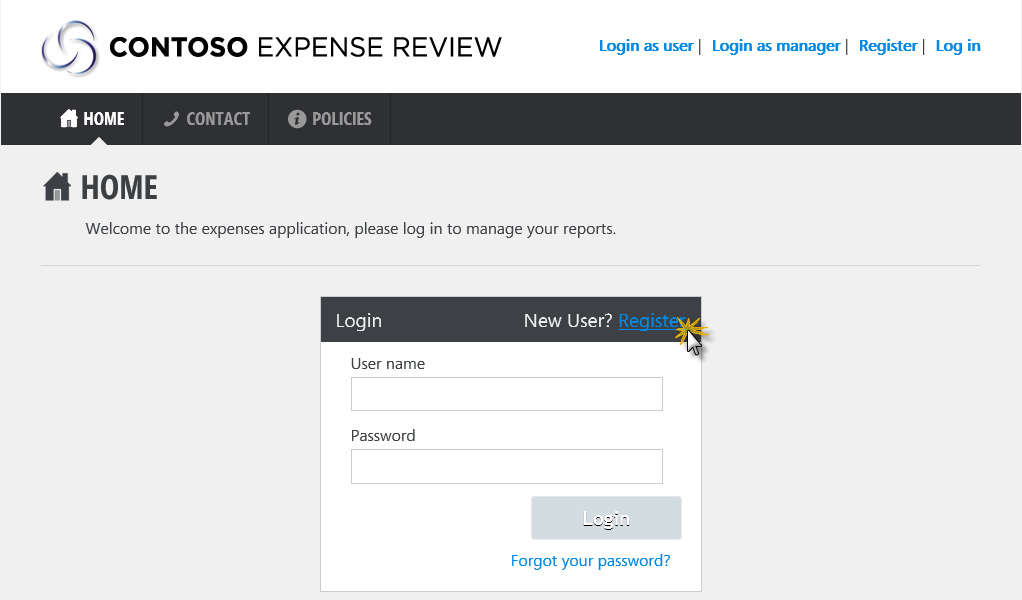 CONTOSO EXPENSE REVIEW
Login as user | Login as manager | Register | Log in
HOME CONTACT POLICIES
HOME
Welcome to the expenses application, please log in to manage your reports.
Login New User? Register
User name
Password
Login
Forgot your password?